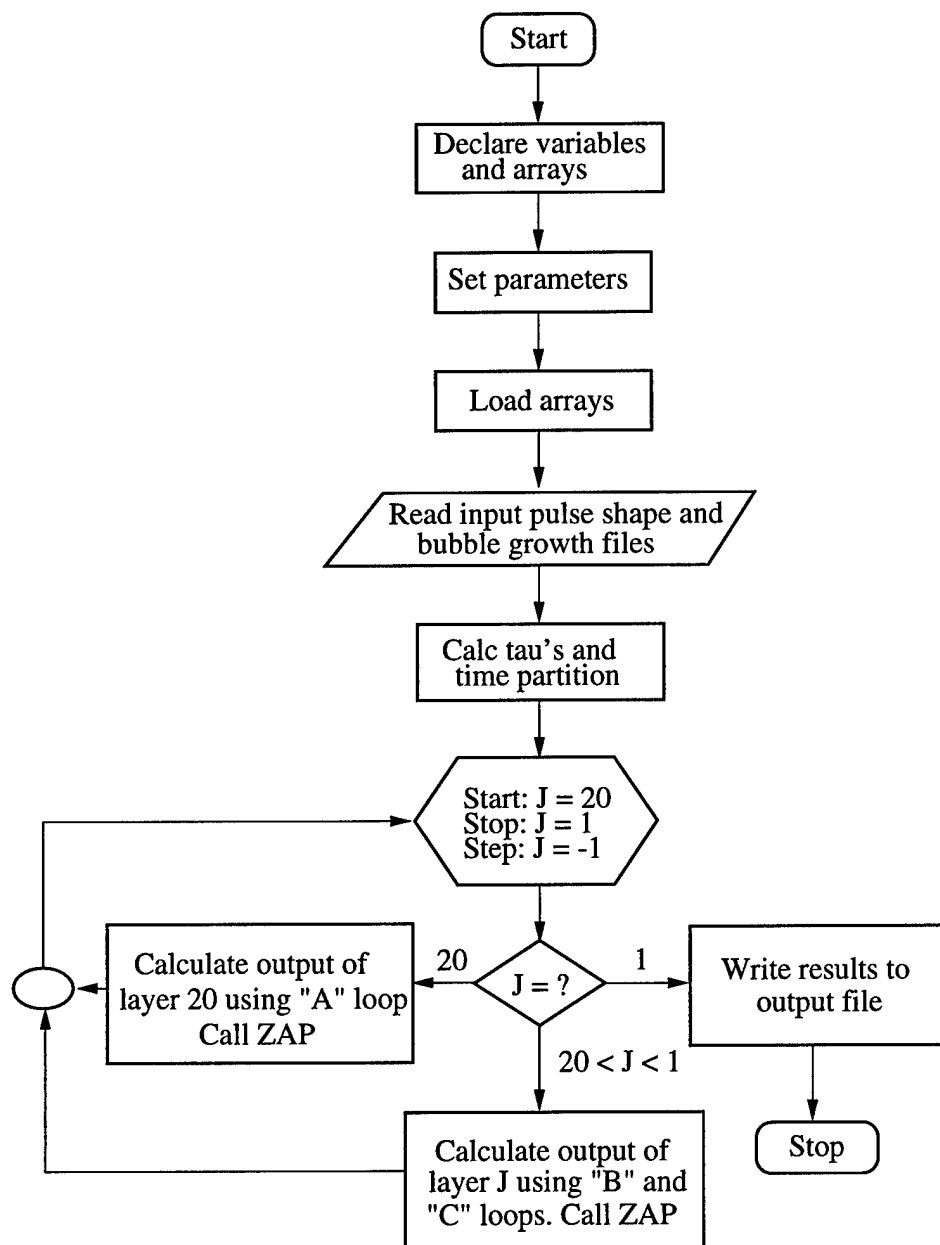 Start
Declare variables
and arrays
Set parameters
Load arrays
Read input pulse shape and
bubble growth files
Calc tau's and
time partition
Start: J = 20
Stop: J = 1
Step: J = -1
J = ?
20
1
20 < J < 1
Calculate output of
layer 20 using "A" loop
Call ZAP
Write results to
output file
Calculate output of
layer J using "B" and
"C" loops. Call ZAP
Stop